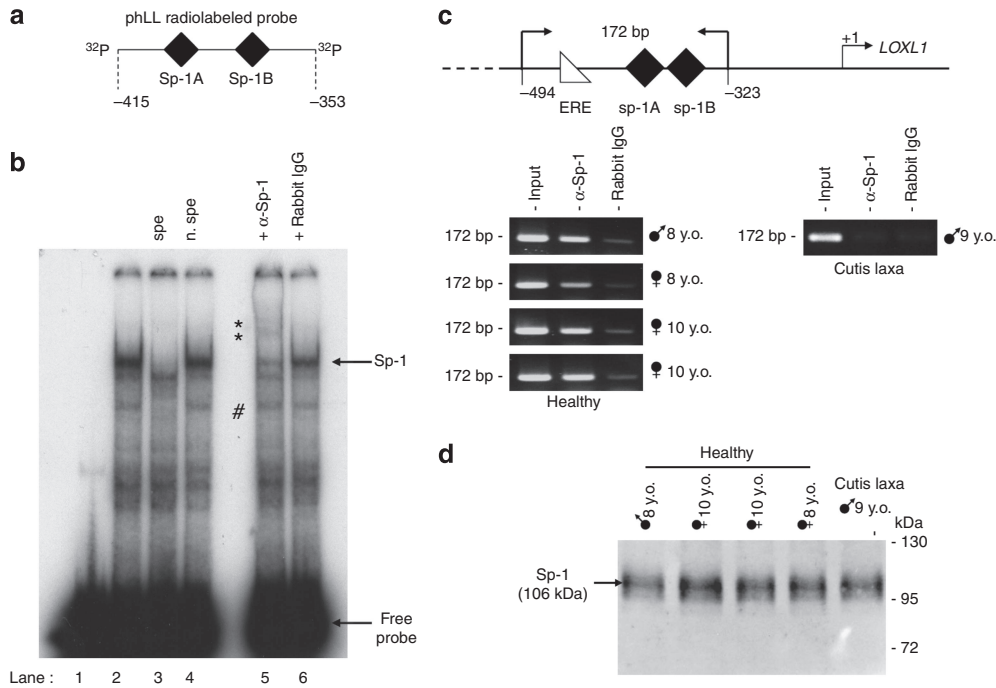 a
phLL radiolabeled probe
32P 32P
Sp-1A Sp-1B
–415 –353
b
spe
n. spe
+ α-Sp-1
+ Rabbit IgG
*
*
Sp-1
#
Free
probe
Lane : 1 2 3 4 5 6
c
172 bp
+1
LOXL1
–494
ERE
sp-1A
sp-1B
–323
- Input
- α-Sp-1
- Rabbit IgG
172 bp - ♂ 8 y.o.
172 bp - ♀ 8 y.o.
172 bp - ♀ 10 y.o.
172 bp - ♀ 10 y.o.
Healthy
- Input
- α-Sp-1
- Rabbit IgG
172 bp - ♂ 9 y.o.
Cutis laxa
d
Healthy
♂ 8 y.o.
♀ 10 y.o.
♀ 10 y.o.
♀ 8 y.o.
Cutis laxa
♂ 9 y.o.
-
kDa
- 130
Sp-1
(106 kDa)
- 95
- 72